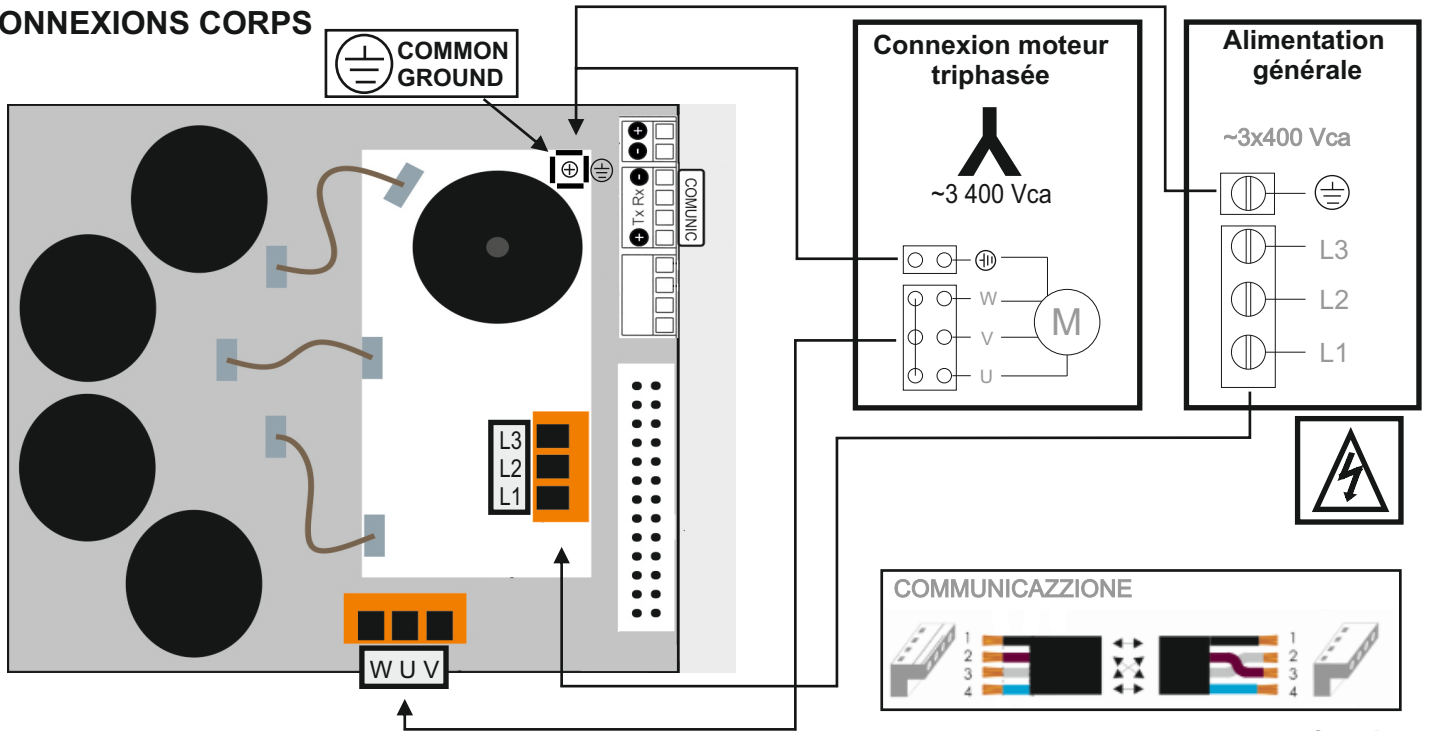 ONNEXIONS CORPS
COMMON
GROUND
Connexion moteur
triphasée
~3 400 Vca
W
V
U
M
Alimentation
générale
~3x400 Vca
L3
L2
L1
+
-
-
Tx Rx
+
COMUNIC
L3
L2
L1
W U V
COMMUNICAZZIONE
1
2
3
4
1
2
3
4